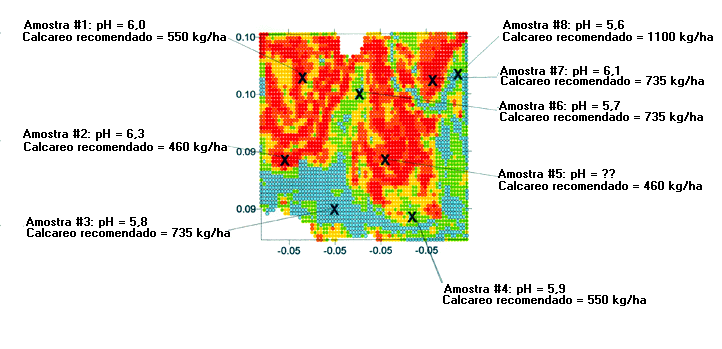 Amostra #1: pH = 6,0
Calcareo recomendado = 550 kg/ha
Amostra #8: pH = 5,6
Calcareo recomendado = 1100 kg/ha
Amostra #7: pH = 6,1
Calcareo recomendado = 735 kg/ha
Amostra #6: pH = 5,7
Calcareo recomendado = 735 kg/ha
Amostra #2: pH = 6,3
Calcareo recomendado = 460 kg/ha
Amostra #5: pH = ??
Calcareo recomendado = 460 kg/ha
Amostra #3: pH = 5,8
Calcareo recomendado = 735 kg/ha
Amostra #4: pH = 5,9
Calcareo recomendado = 550 kg/ha
0.10
0.10
0.09
0.09
X
X
X
X
X
X
X
X
-0.05 -0.05 -0.05 -0.05